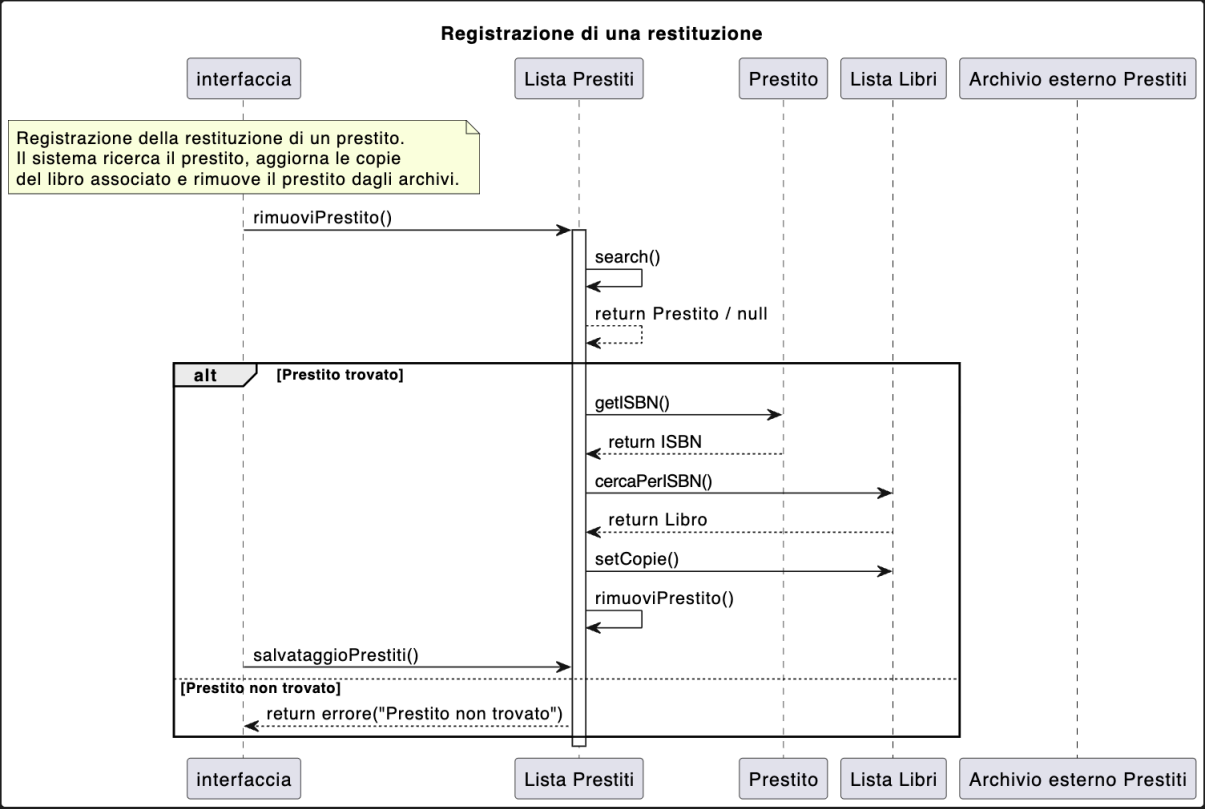 Registrazione di una restituzione
interfaccia
Lista Prestiti
Prestito
Lista Libri
Archivio esterno Prestiti
Registrazione della restituzione di un prestito.
Il sistema ricerca il prestito, aggiorna le copie
del libro associato e rimuove il prestito dagli archivi.
rimuoviPrestito()
search()
return Prestito / null
alt
[Prestito trovato]
getISBN()
return ISBN
cercaPerISBN()
return Libro
setCopie()
rimuoviPrestito()
salvataggioPrestiti()
[Prestito non trovato]
return errore("Prestito non trovato")
interfaccia
Lista Prestiti
Prestito
Lista Libri
Archivio esterno Prestiti